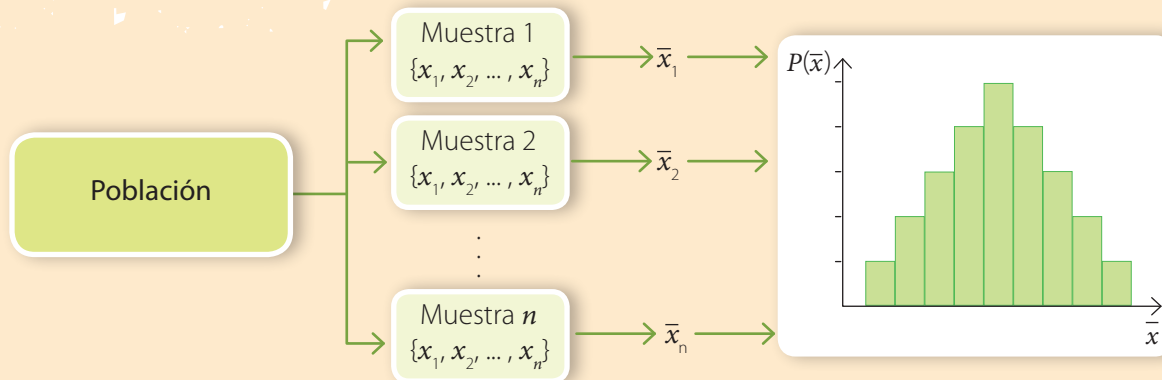 Población
Muestra 1
{x₁, x₂, ... , xₙ}
x̅₁
Muestra 2
{x₁, x₂, ... , xₙ}
x̅₂
.
.
.
Muestra n
{x₁, x₂, ... , xₙ}
x̅ₙ
P(x̅)
x̅